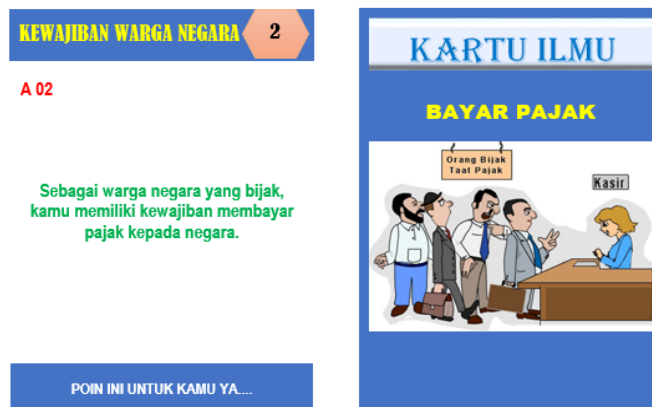 KEWAJIBAN WARGA NEGARA 2
A 02
Sebagai warga negara yang bijak,
kamu memiliki kewajiban membayar
pajak kepada negara.
POIN INI UNTUK KAMU YA....
KARTU ILMU
BAYAR PAJAK
Orang Bijak
Taat Pajak
Kasir